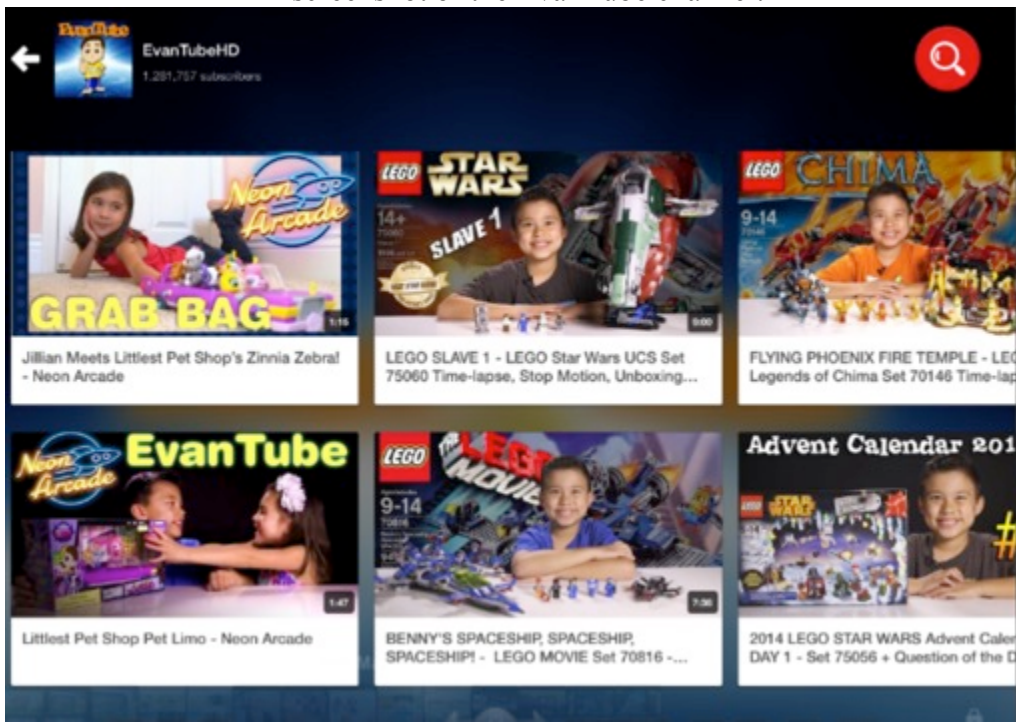 EvanTube
EvanTubeHD
1,281,757 subscribers
Neon
Arcade
GRAB BAG
1:15
Jillian Meets Littlest Pet Shop's Zinnia Zebra!
- Neon Arcade
LEGO STAR
WARS
14+
75060
SLAVE 1
LEGO SLAVE 1 - LEGO Star Wars UCS Set
75060 Time-lapse, Stop Motion, Unboxing...
LEGO CHIMA
9-14
70146
FLYING PHOENIX FIRE TEMPLE - LEG
Legends of Chima Set 70146 Time-lap
Neon
Arcade
EvanTube
1:47
Littlest Pet Shop Pet Limo - Neon Arcade
LEGO THE LEGO
MOVIE
9-14
70816
7:36
BENNY'S SPACESHIP, SPACESHIP,
SPACESHIP! - LEGO MOVIE Set 70816 -...
Advent Calendar 201
LEGO STAR
WARS
#
2014 LEGO STAR WARS Advent Caler
DAY 1 - Set 75056 + Question of the D